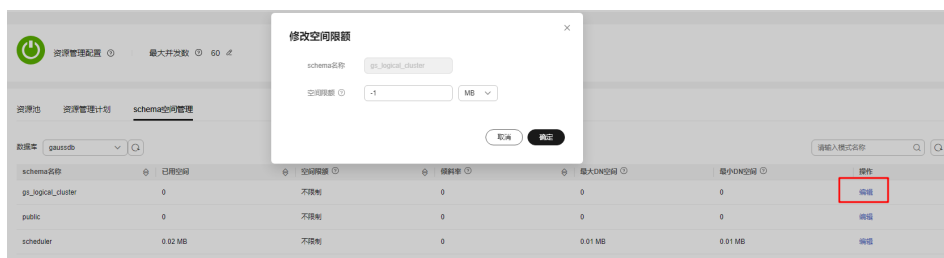 修改空间限额
资源管理配置 最大并发数 60
schema名称 gs_logical_cluster
空间限额 -1 MB
资源池 资源管理计划 schema空间管理
取消 确定
数据库 gaussdb 请输入模式名称
schema名称 已用空间 空间限额 倾斜率 最大DN空间 最小DN空间 操作
gs_logical_cluster 0 不限制 0 0 0 编辑
public 0 不限制 0 0 0 编辑
scheduler 0.02 MB 不限制 0 0.01 MB 0.01 MB 编辑